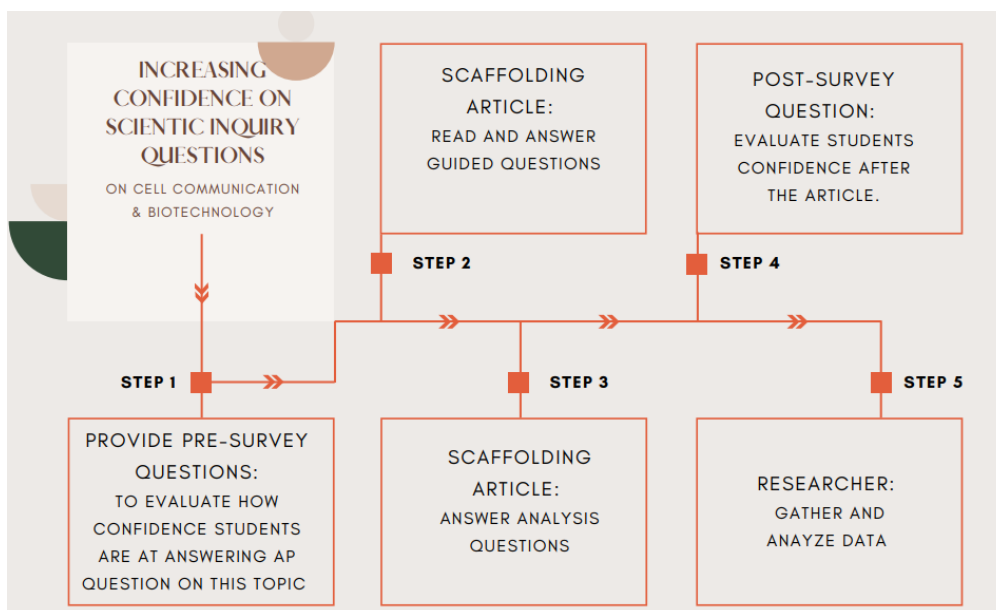 INCREASING
CONFIDENCE ON
SCIENTIC INQUIRY
QUESTIONS
ON CELL COMMUNICATION
& BIOTECHNOLOGY
STEP 1
PROVIDE PRE-SURVEY
QUESTIONS:
TO EVALUATE HOW
CONFIDENCE STUDENTS
ARE AT ANSWERING AP
QUESTION ON THIS TOPIC
SCAFFOLDING
ARTICLE:
READ AND ANSWER
GUIDED QUESTIONS
STEP 2
STEP 3
SCAFFOLDING
ARTICLE:
ANSWER ANALYSIS
QUESTIONS
POST-SURVEY
QUESTION:
EVALUATE STUDENTS
CONFIDENCE AFTER
THE ARTICLE.
STEP 4
STEP 5
RESEARCHER:
GATHER AND
ANAYZE DATA